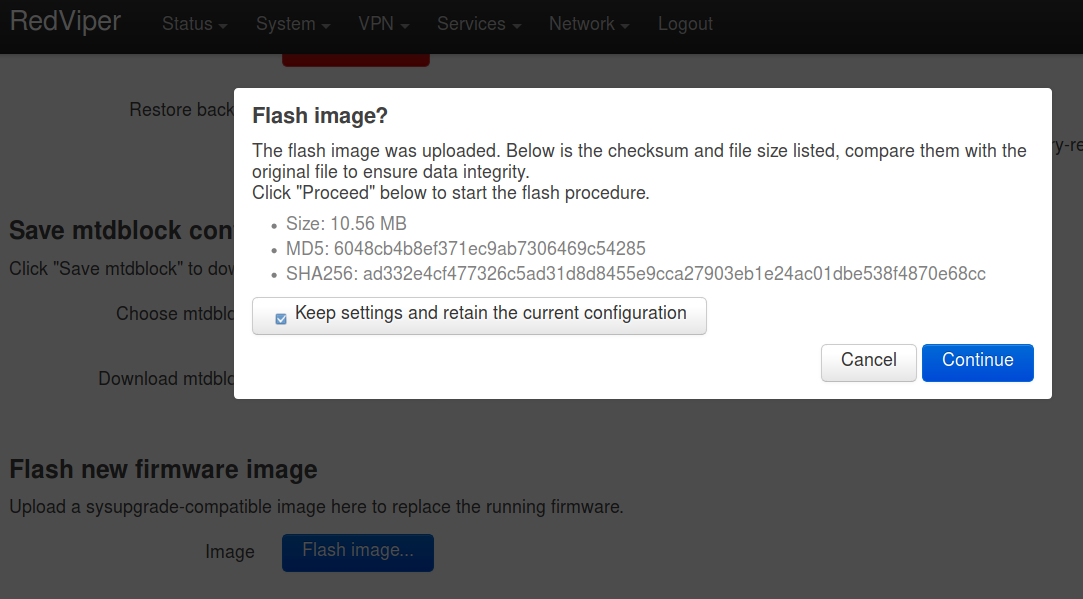 RedViper Status System VPN Services Network Logout
Restore back
ry-re
Flash image?
The flash image was uploaded. Below is the checksum and file size listed, compare them with the
original file to ensure data integrity.
Click "Proceed" below to start the flash procedure.
Size: 10.56 MB
MD5: 6048cb4b8ef371ec9ab7306469c54285
SHA256: ad332e4cf477326c5ad31d8d8455e9cca27903eb1e24ac01dbe538f4870e68cc
Keep settings and retain the current configuration
Cancel Continue
Save mtdblock con
Click "Save mtdblock" to dow
Choose mtdblo
Download mtdblo
Flash new firmware image
Upload a sysupgrade-compatible image here to replace the running firmware.
Image Flash image...